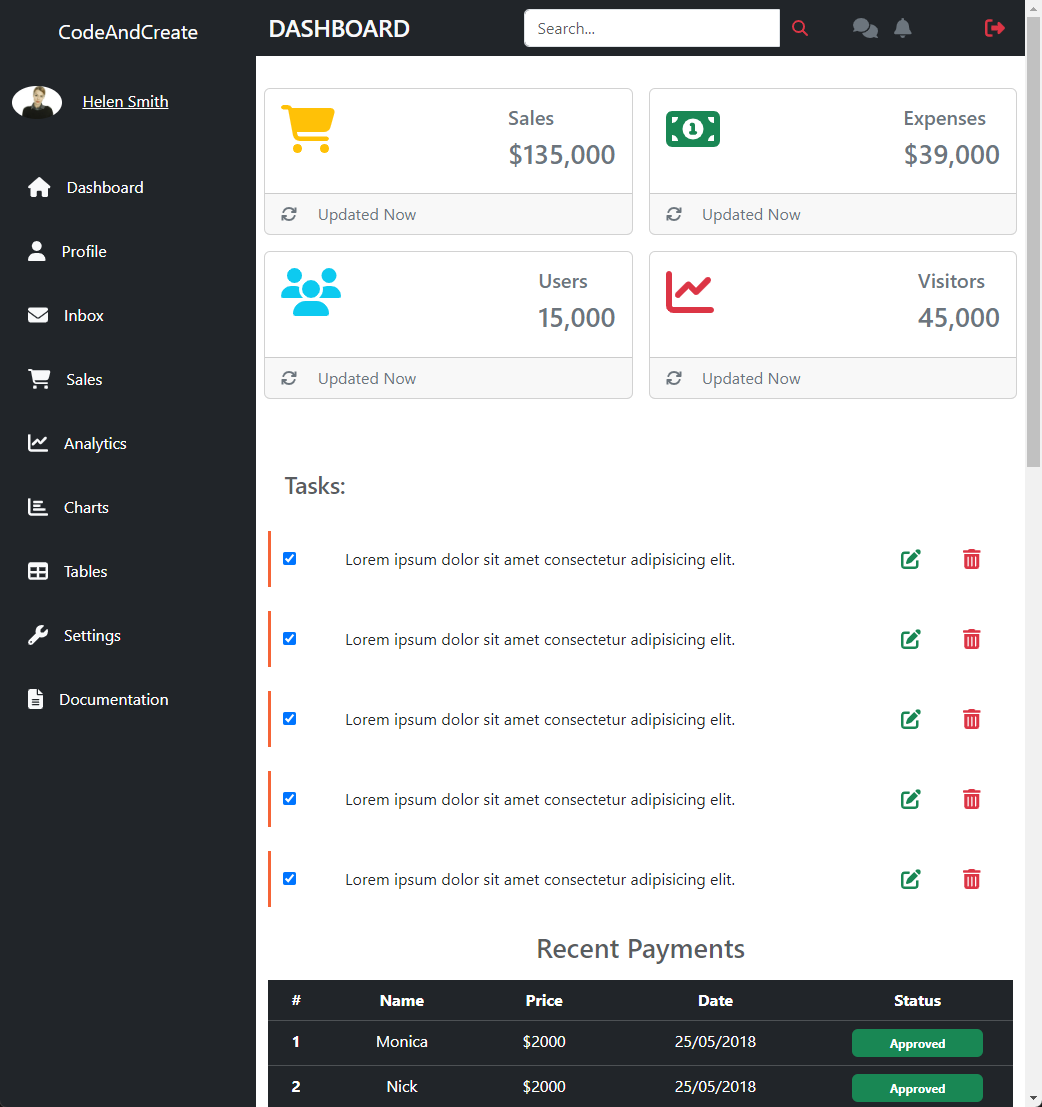 CodeAndCreate
DASHBOARD
Search...
Helen Smith
Dashboard
Profile
Inbox
Sales
Analytics
Charts
Tables
Settings
Documentation
Sales
$135,000
Updated Now
Expenses
$39,000
Updated Now
Users
15,000
Updated Now
Visitors
45,000
Updated Now
Tasks:
Lorem ipsum dolor sit amet consectetur adipisicing elit.
Lorem ipsum dolor sit amet consectetur adipisicing elit.
Lorem ipsum dolor sit amet consectetur adipisicing elit.
Lorem ipsum dolor sit amet consectetur adipisicing elit.
Lorem ipsum dolor sit amet consectetur adipisicing elit.
Recent Payments
# Name Price Date Status
1 Monica $2000 25/05/2018 Approved
2 Nick $2000 25/05/2018 Approved